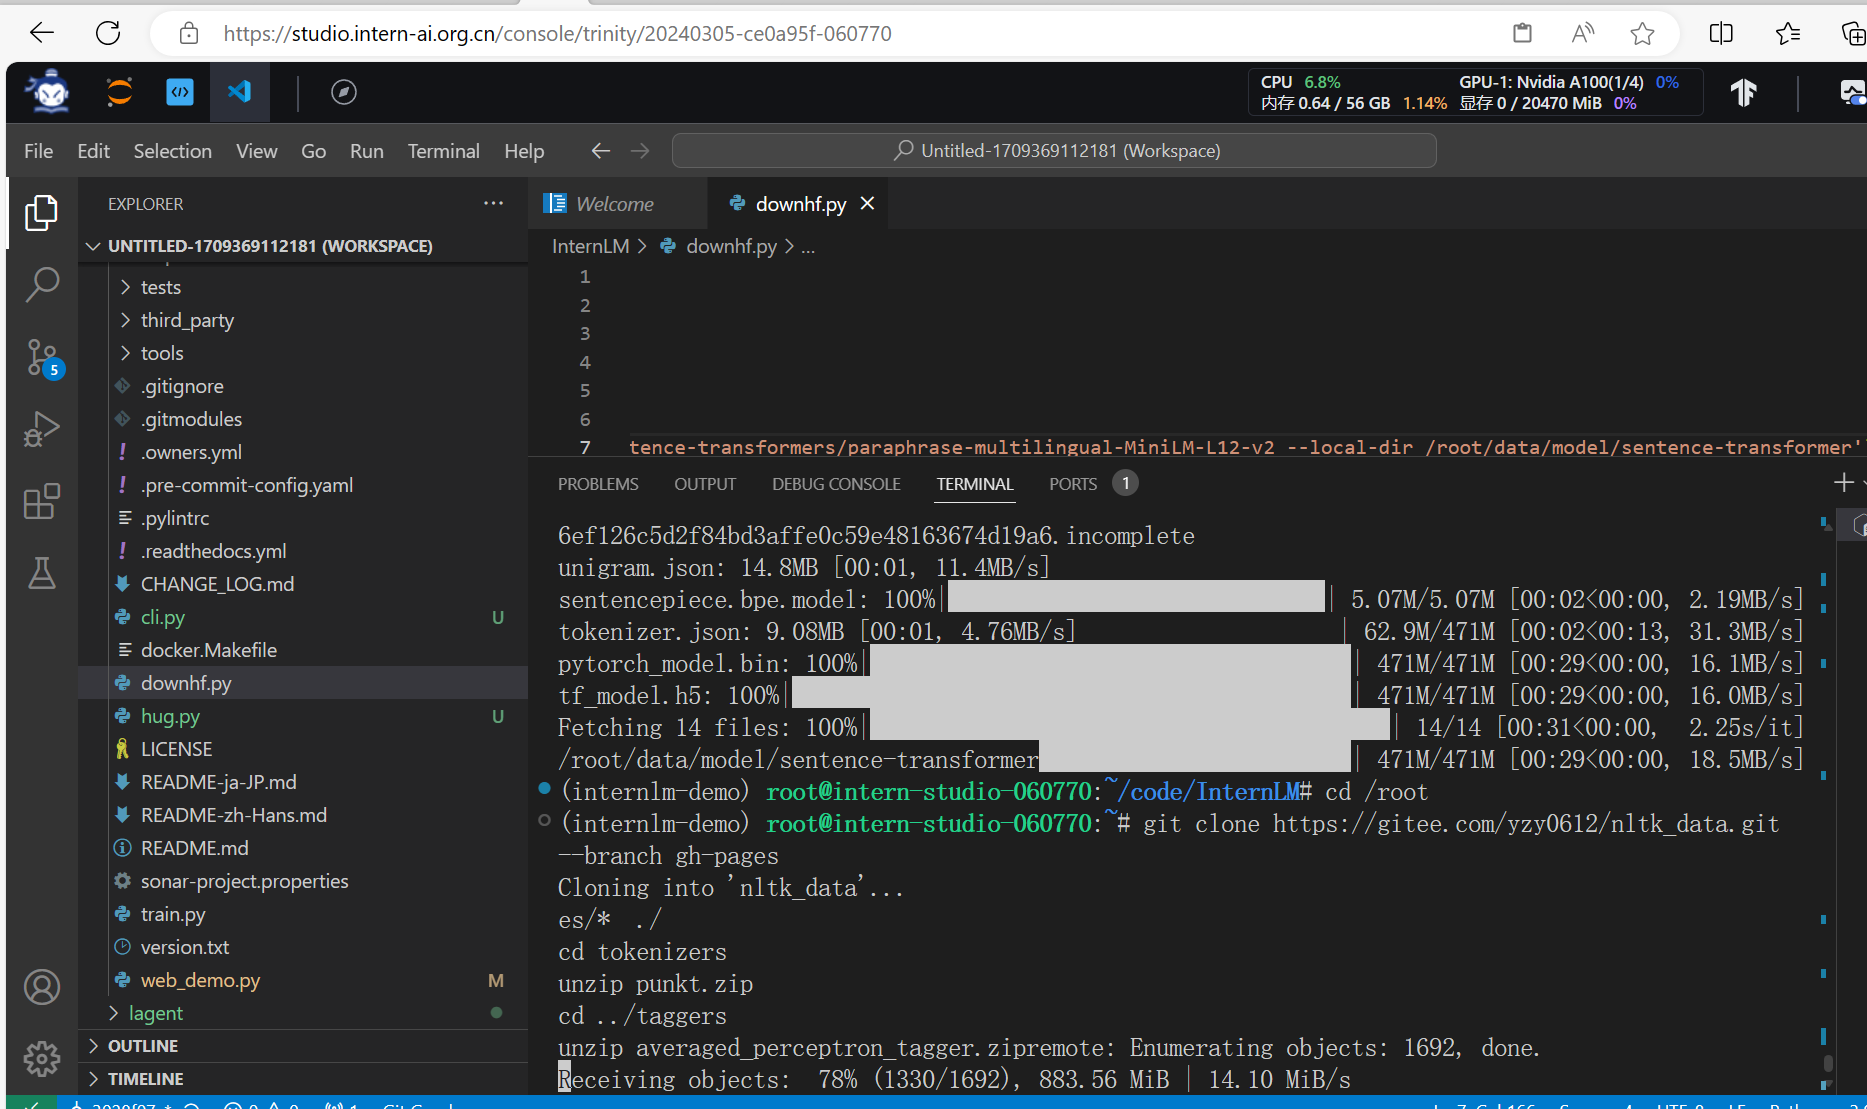 https://studio.intern-ai.org.cn/console/trinity/20240305-ce0a95f-060770
CPU 6.8% GPU-1: Nvidia A100(1/4) 0%
内存 0.64 / 56 GB 1.14% 显存 0 / 20470 MiB 0%
File Edit Selection View Go Run Terminal Help
Untitled-1709369112181 (Workspace)
EXPLORER
UNTITLED-1709369112181 (WORKSPACE)
tests
third_party
tools
.gitignore
.gitmodules
.owners.yml
.pre-commit-config.yaml
.pylintrc
.readthedocs.yml
CHANGE_LOG.md
cli.py U
docker.Makefile
downhf.py
hug.py U
LICENSE
README-ja-JP.md
README-zh-Hans.md
README.md
sonar-project.properties
train.py
version.txt
web_demo.py M
lagent
OUTLINE
TIMELINE
5
Welcome
downhf.py
InternLM > downhf.py > ...
1
2
3
4
5
6
7 tence-transformers/paraphrase-multilingual-MiniLM-L12-v2 --local-dir /root/data/model/sentence-transformer'
PROBLEMS OUTPUT DEBUG CONSOLE TERMINAL PORTS 1
6ef126c5d2f84bd3affe0c59e48163674d19a6.incomplete
unigram.json: 14.8MB [00:01, 11.4MB/s]
sentencepiece.bpe.model: 100%| | 5.07M/5.07M [00:02<00:00, 2.19MB/s]
tokenizer.json: 9.08MB [00:01, 4.76MB/s] | 62.9M/471M [00:02<00:13, 31.3MB/s]
pytorch_model.bin: 100%| | 471M/471M [00:29<00:00, 16.1MB/s]
tf_model.h5: 100%| | 471M/471M [00:29<00:00, 16.0MB/s]
Fetching 14 files: 100%| | 14/14 [00:31<00:00, 2.25s/it]
/root/data/model/sentence-transformer | 471M/471M [00:29<00:00, 18.5MB/s]
(internlm-demo) root@intern-studio-060770:~/code/InternLM# cd /root
(internlm-demo) root@intern-studio-060770:~# git clone https://gitee.com/yzy0612/nltk_data.git
--branch gh-pages
Cloning into 'nltk_data'...
es/* ./
cd tokenizers
unzip punkt.zip
cd ../taggers
unzip averaged_perceptron_tagger.zipremote: Enumerating objects: 1692, done.
Receiving objects: 78% (1330/1692), 883.56 MiB | 14.10 MiB/s